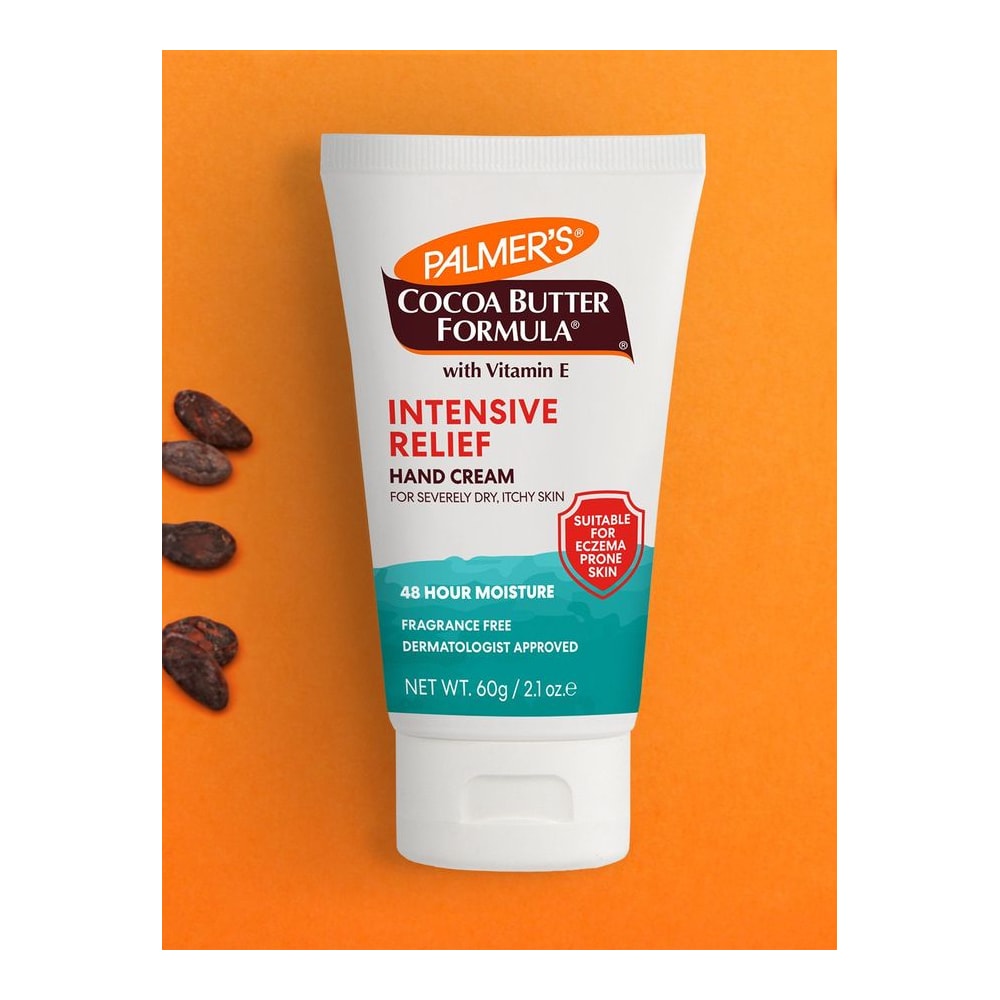 PALMER'S®
COCOA BUTTER
FORMULA®
®
with Vitamin E
INTENSIVE
RELIEF
HAND CREAM
FOR SEVERELY DRY, ITCHY SKIN
SUITABLE
FOR
ECZEMA
PRONE
SKIN
48 HOUR MOISTURE
FRAGRANCE FREE
DERMATOLOGIST APPROVED
NET WT. 60g / 2.1 oz.℮